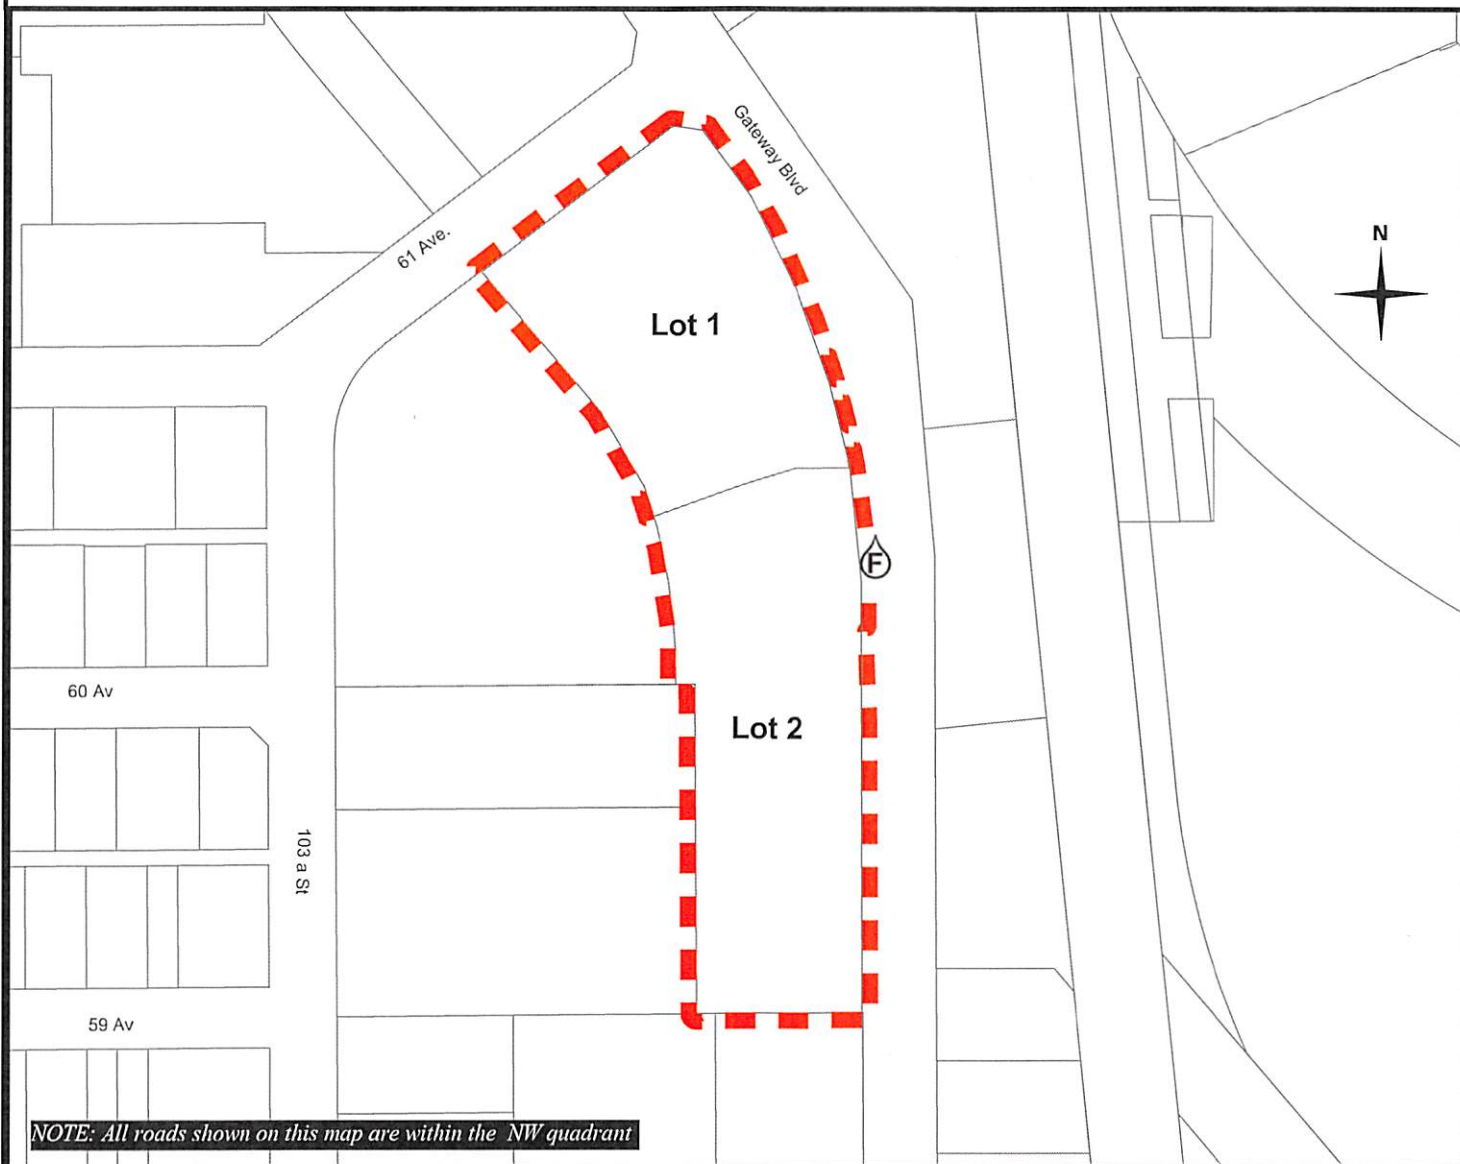 Gateway Blvd
61 Ave.
N
Lot 1
F
60 Av
Lot 2
103 a St
59 Av
NOTE: All roads shown on this map are within the NW quadrant